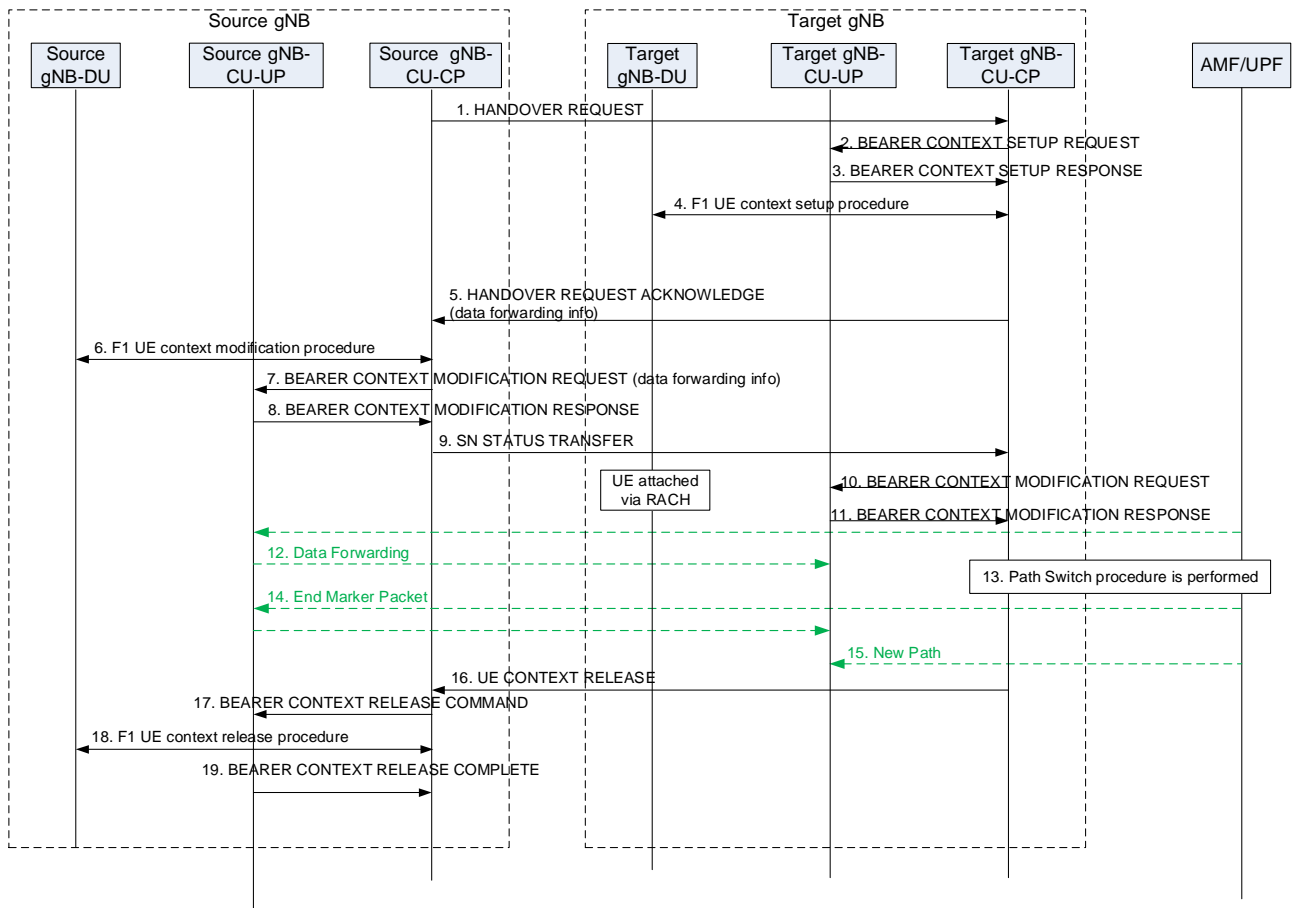 Source gNB
Target gNB
Source
gNB-DU
Source gNB-
CU-UP
Source gNB-
CU-CP
Target
gNB-DU
Target gNB-
CU-UP
Target gNB-
CU-CP
AMF/UPF
1. HANDOVER REQUEST
2. BEARER CONTEXT SETUP REQUEST
3. BEARER CONTEXT SETUP RESPONSE
4. F1 UE context setup procedure
5. HANDOVER REQUEST ACKNOWLEDGE
(data forwarding info)
6. F1 UE context modification procedure
7. BEARER CONTEXT MODIFICATION REQUEST (data forwarding info)
8. BEARER CONTEXT MODIFICATION RESPONSE
9. SN STATUS TRANSFER
UE attached
via RACH
10. BEARER CONTEXT MODIFICATION REQUEST
11. BEARER CONTEXT MODIFICATION RESPONSE
12. Data Forwarding
13. Path Switch procedure is performed
14. End Marker Packet
15. New Path
16. UE CONTEXT RELEASE
17. BEARER CONTEXT RELEASE COMMAND
18. F1 UE context release procedure
19. BEARER CONTEXT RELEASE COMPLETE